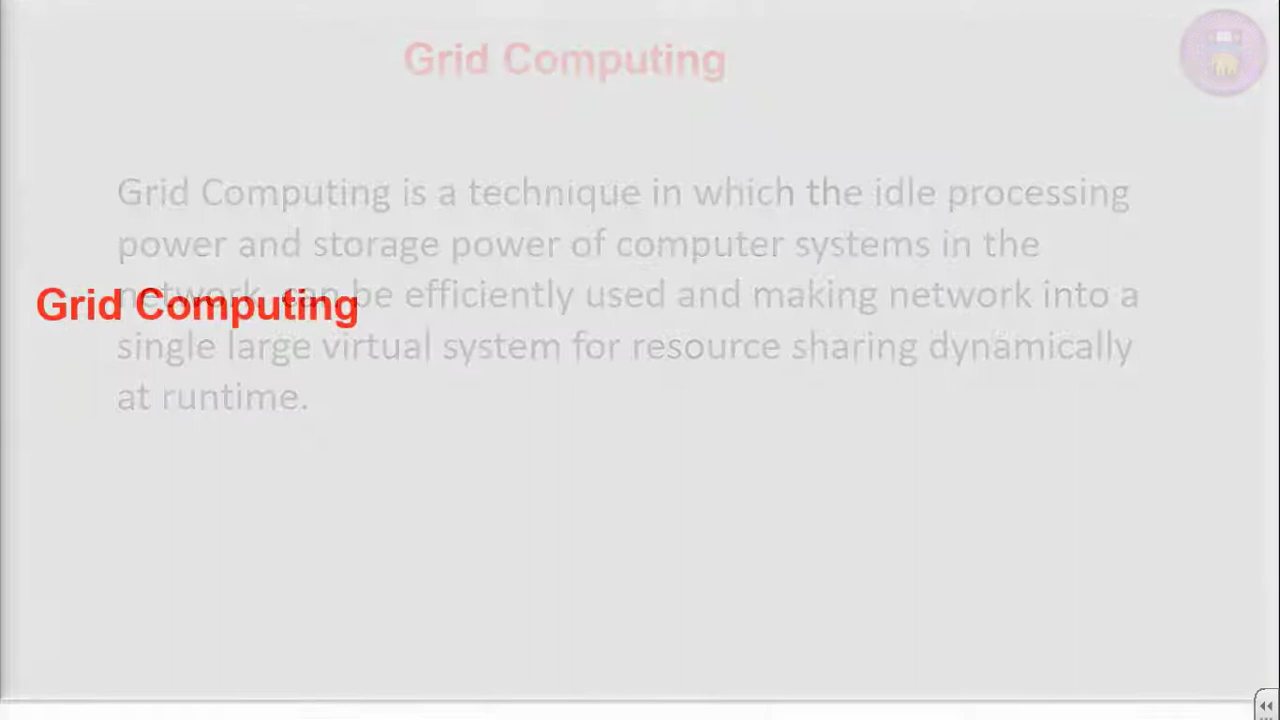 Grid Computing
Grid Computing is a technique in which the idle processing
power and storage power of computer systems in the
network, can be efficiently used and making network into a
Grid Computing
single large virtual system for resource sharing dynamically
at runtime.